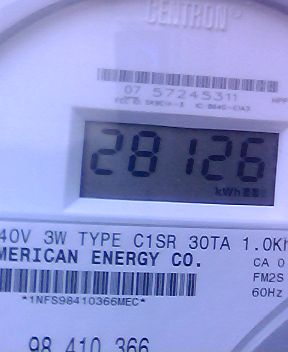 CENTRON®
07 57245311
28126
kWh
40V 3W TYPE C1SR 30TA 1.0Kh
MERICAN ENERGY CO.
CA 0
FM2S
*1NFS98410366MEC*
60Hz
98 410 366